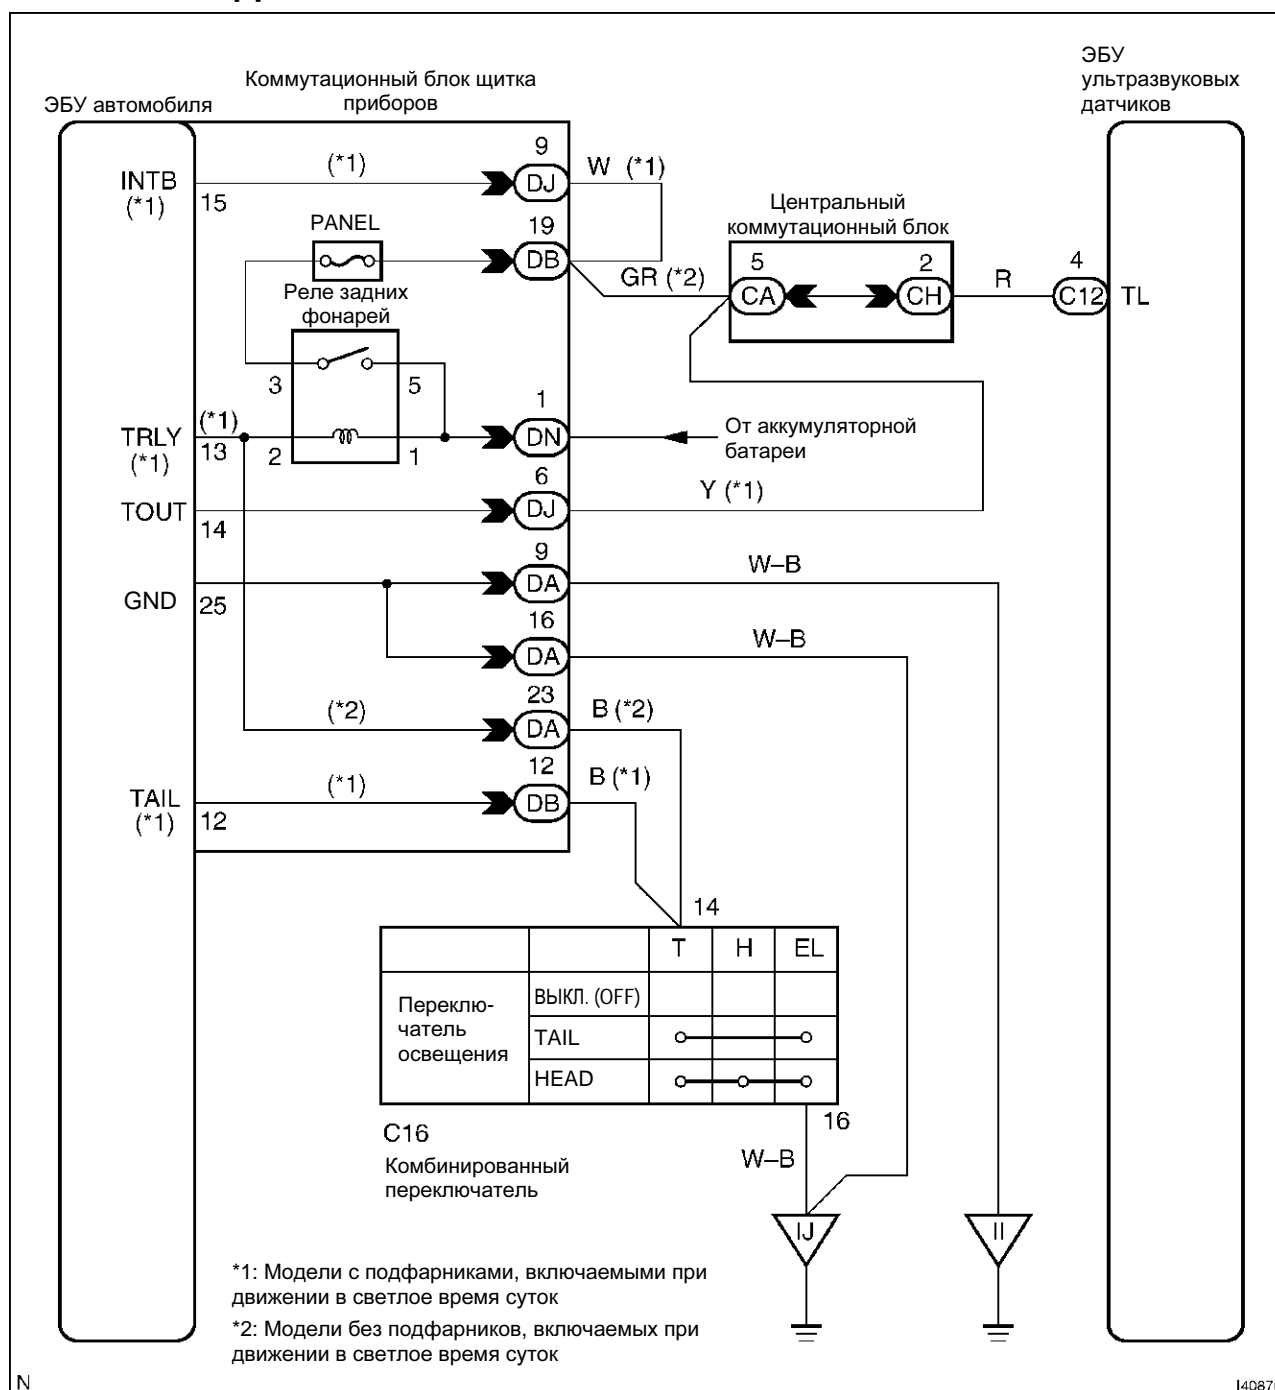 ЭБУ
ультразвуковых
датчиков
Коммутационный блок щитка
приборов
ЭБУ автомобиля
9
(*1)
DJ
W (*1)
INTB
(*1)
15
PANEL
19
DB
Центральный
коммутационный блок
GR (*2)
5
CA
2
CH
R
4
C12
TL
Реле задних
фонарей
3
5
1
(*1)
TRLY
(*1)
13
2
1
DN
От аккумуляторной
батареи
6
Y (*1)
TOUT
14
DJ
9
W–B
DA
GND
25
16
W–B
DA
23
(*2)
B (*2)
DA
12
(*1)
B (*1)
TAIL
(*1)
12
DB
14
T H EL
Переклю-
чатель
освещения
ВЫКЛ. (OFF)
TAIL
HEAD
16
C16
Комбинированный
переключатель
W–B
IJ
II
*1: Модели с подфарниками, включаемыми при
движении в светлое время суток
*2: Модели без подфарников, включаемых при
движении в светлое время суток
N